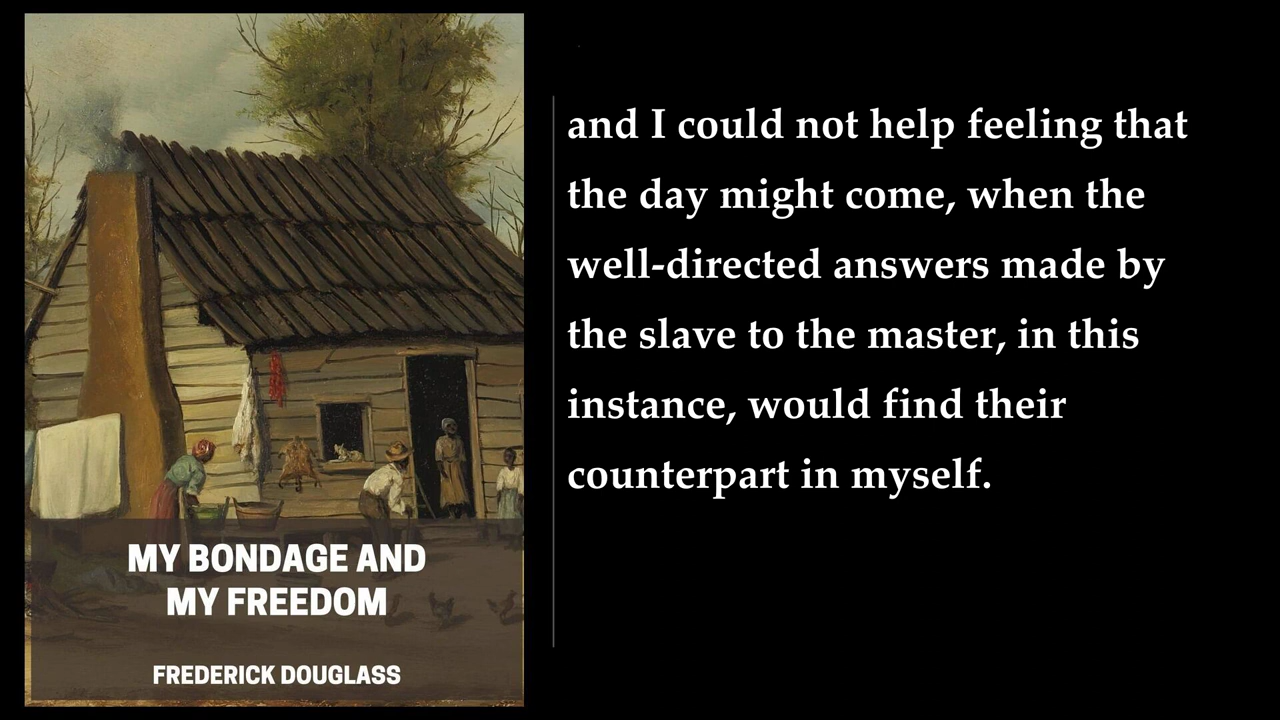 MY BONDAGE AND
MY FREEDOM
FREDERICK DOUGLASS
and I could not help feeling that
the day might come, when the
well-directed answers made by
the slave to the master, in this
instance, would find their
counterpart in myself.